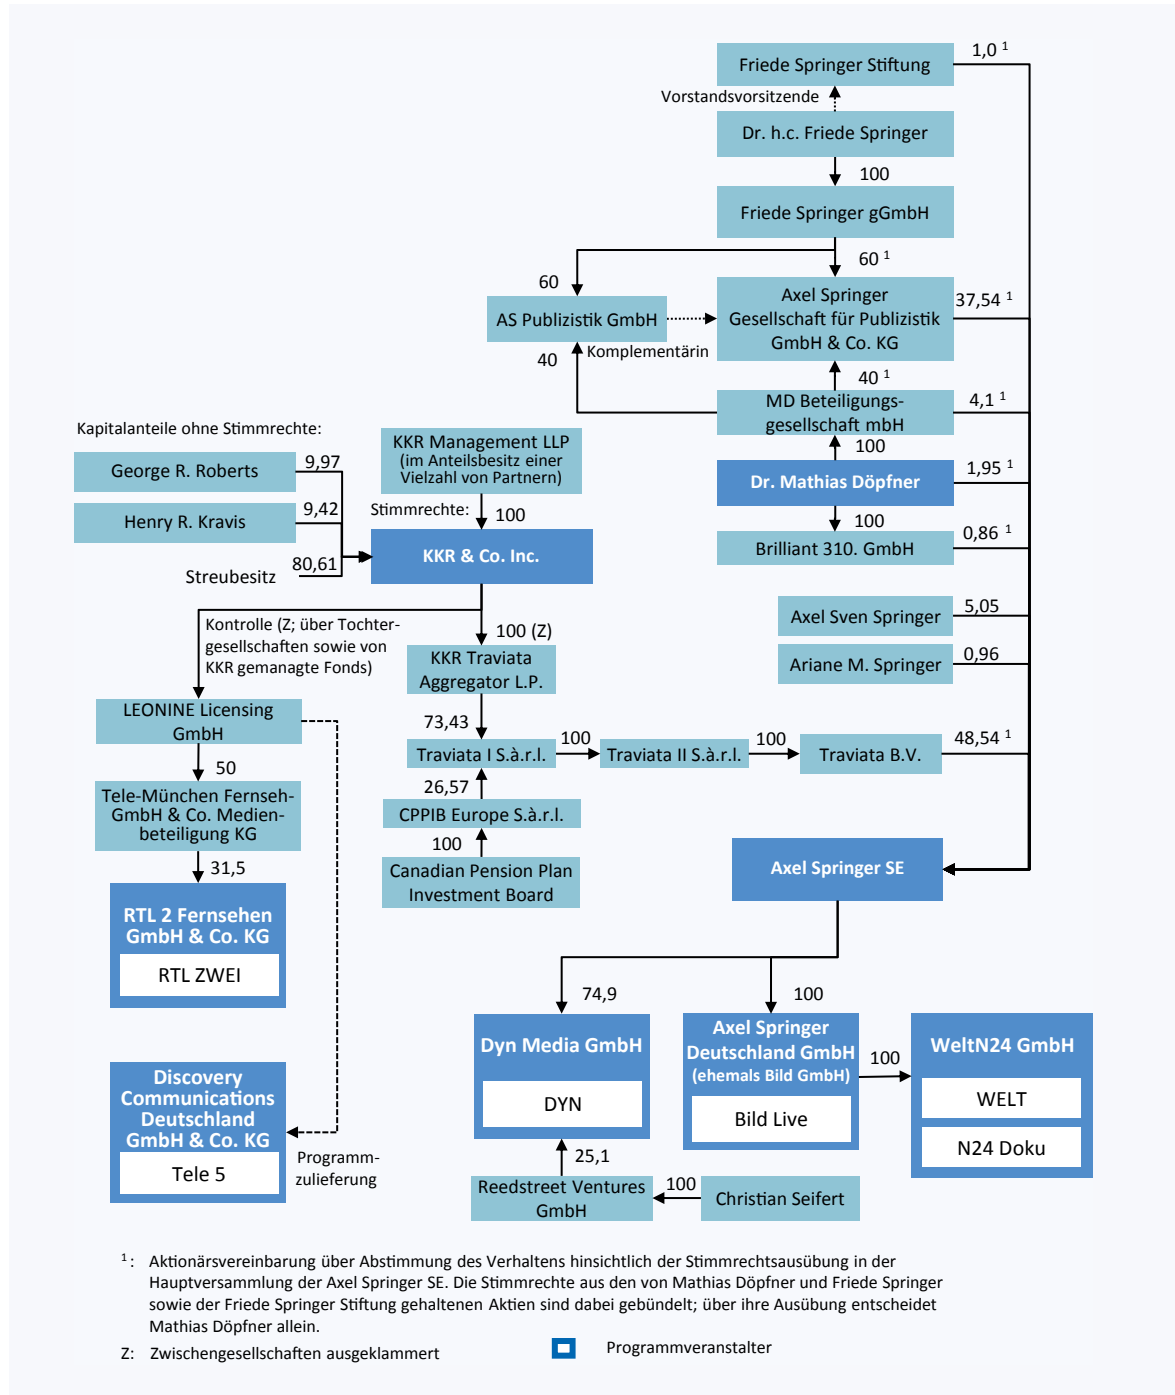 Friede Springer Stiftung
1,0 ¹
Vorstandsvorsitzende
Dr. h.c. Friede Springer
100
Friede Springer gGmbH
60 ¹
60
AS Publizistik GmbH
Axel Springer
Gesellschaft für Publizistik
GmbH & Co. KG
37,54 ¹
Komplementärin
40
40 ¹
MD Beteiligungs-
gesellschaft mbH
4,1 ¹
100
Dr. Mathias Döpfner
1,95 ¹
100
Brilliant 310. GmbH
0,86 ¹
Axel Sven Springer
5,05
Ariane M. Springer
0,96
Kapitalanteile ohne Stimmrechte:
George R. Roberts
9,97
Henry R. Kravis
9,42
Streubesitz
80,61
KKR Management LLP
(im Anteilsbesitz einer
Vielzahl von Partnern)
Stimmrechte:
100
KKR & Co. Inc.
Kontrolle (Z; über Tochter-
gesellschaften sowie von
KKR gemanagte Fonds)
100 (Z)
KKR Traviata
Aggregator L.P.
73,43
LEONINE Licensing
GmbH
Traviata I S.à.r.l.
100
Traviata II S.à.r.l.
100
Traviata B.V.
48,54 ¹
50
26,57
Tele-München Fernseh-
GmbH & Co. Medien-
beteiligung KG
CPPIB Europe S.à.r.l.
100
Canadian Pension Plan
Investment Board
31,5
Axel Springer SE
RTL 2 Fernsehen
GmbH & Co. KG
RTL ZWEI
74,9
100
Dyn Media GmbH
DYN
Axel Springer
Deutschland GmbH
(ehemals Bild GmbH)
Bild Live
100
WeltN24 GmbH
WELT
N24 Doku
Discovery
Communications
Deutschland
GmbH & Co. KG
Tele 5
Programm-
zulieferung
25,1
Reedstreet Ventures
GmbH
100
Christian Seifert
¹ : Aktionärsvereinbarung über Abstimmung des Verhaltens hinsichtlich der Stimmrechtsausübung in der
Hauptversammlung der Axel Springer SE. Die Stimmrechte aus den von Mathias Döpfner und Friede Springer
sowie der Friede Springer Stiftung gehaltenen Aktien sind dabei gebündelt; über ihre Ausübung entscheidet
Mathias Döpfner allein.
Z: Zwischengesellschaften ausgeklammert
Programmveranstalter